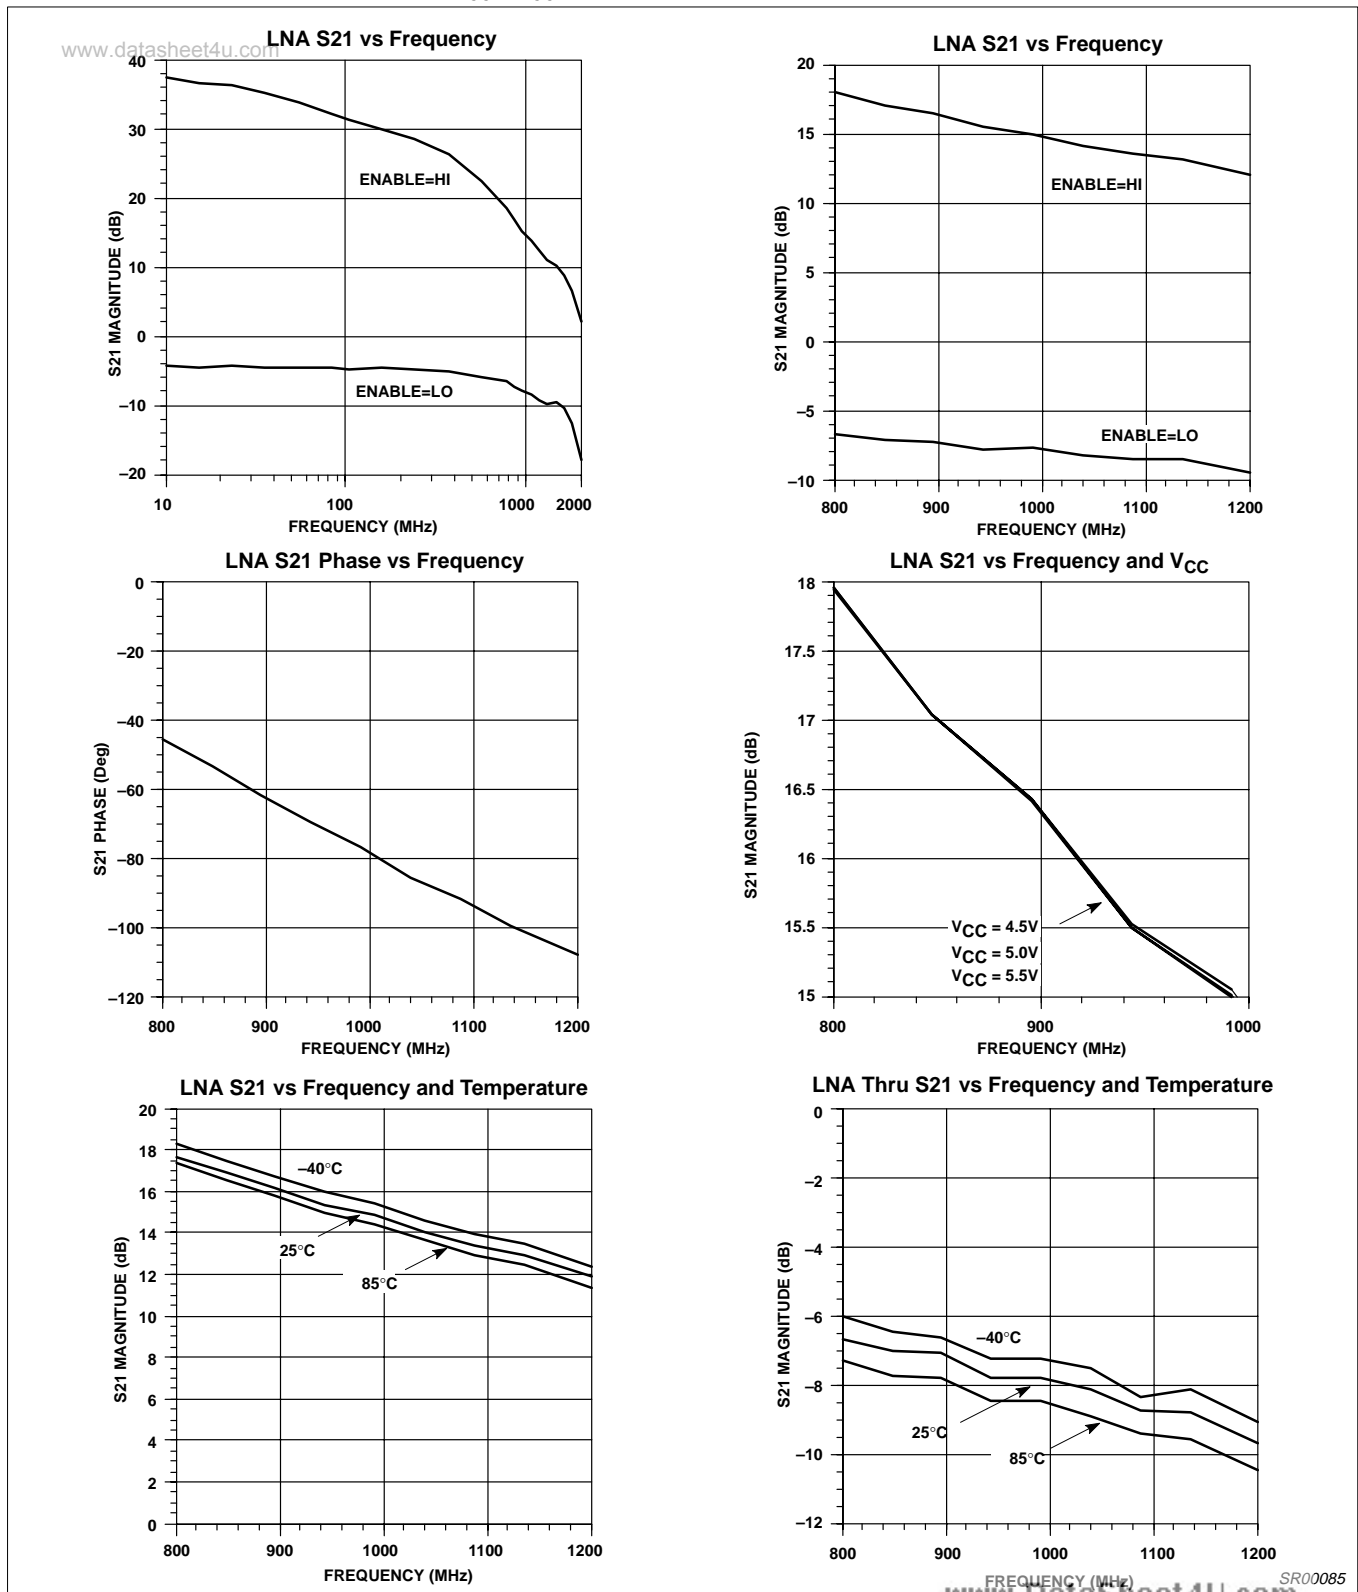 www.datasheet4u.com
LNA S21 vs Frequency
40
30
20
10
0
–10
–20
S21 MAGNITUDE (dB)
ENABLE=HI
ENABLE=LO
10 100 1000 2000
FREQUENCY (MHz)
LNA S21 vs Frequency
20
15
10
5
0
–5
–10
S21 MAGNITUDE (dB)
ENABLE=HI
ENABLE=LO
800 900 1000 1100 1200
FREQUENCY (MHz)
LNA S21 Phase vs Frequency
0
–20
–40
–60
–80
–100
–120
S21 PHASE (Deg)
800 900 1000 1100 1200
FREQUENCY (MHz)
LNA S21 vs Frequency and VCC
18
17.5
17
16.5
16
15.5
15
S21 MAGNITUDE (dB)
VCC = 4.5V
VCC = 5.0V
VCC = 5.5V
800 900 1000
FREQUENCY (MHz)
LNA S21 vs Frequency and Temperature
20
18
16
14
12
10
8
6
4
2
0
S21 MAGNITUDE (dB)
–40°C
25°C
85°C
800 900 1000 1100 1200
FREQUENCY (MHz)
LNA Thru S21 vs Frequency and Temperature
0
–2
–4
–6
–8
–10
–12
S21 MAGNITUDE (dB)
–40°C
25°C
85°C
800 900 1000 1100 1200
FREQUENCY (MHz)
www.DataSheet4U.com
SR00085